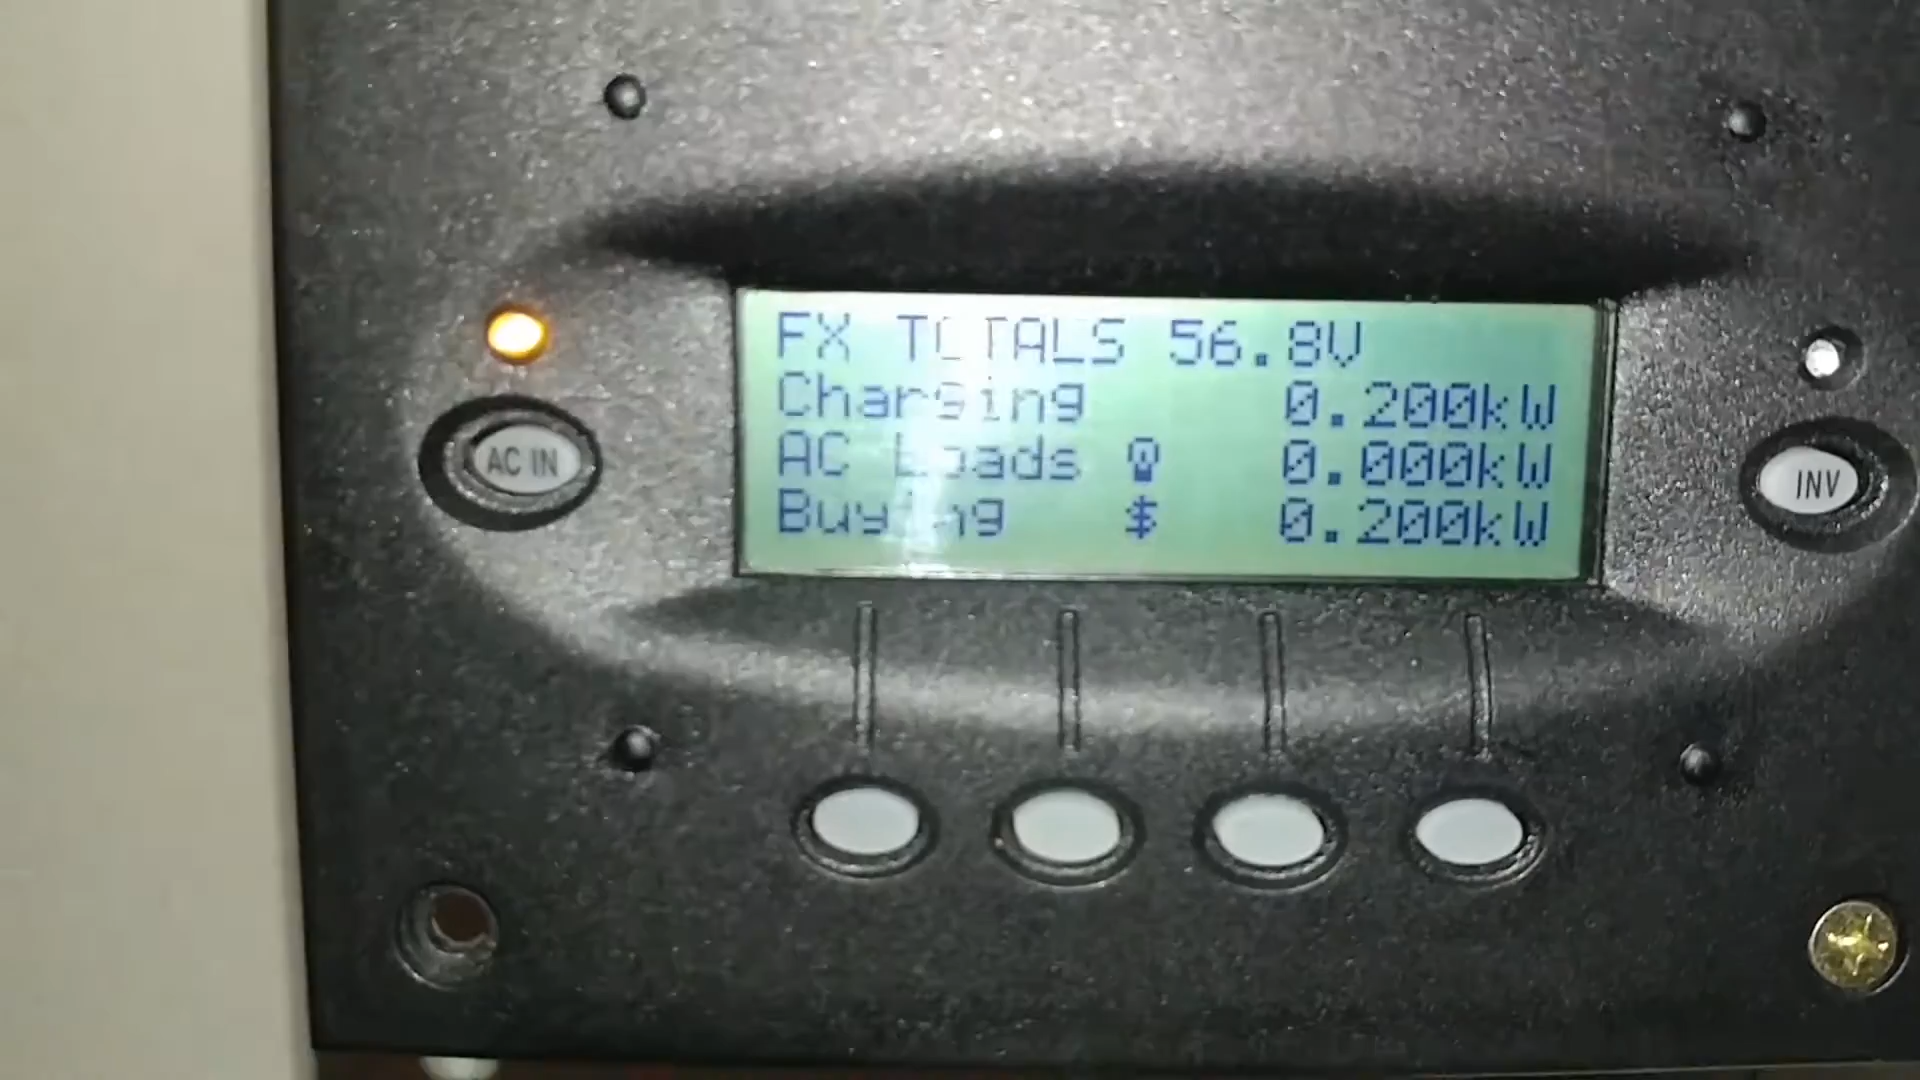 FX TOTALS 56.8V
Charging 0.200kW
AC Loads 0.000kW
Buying $ 0.200kW
AC IN
INV